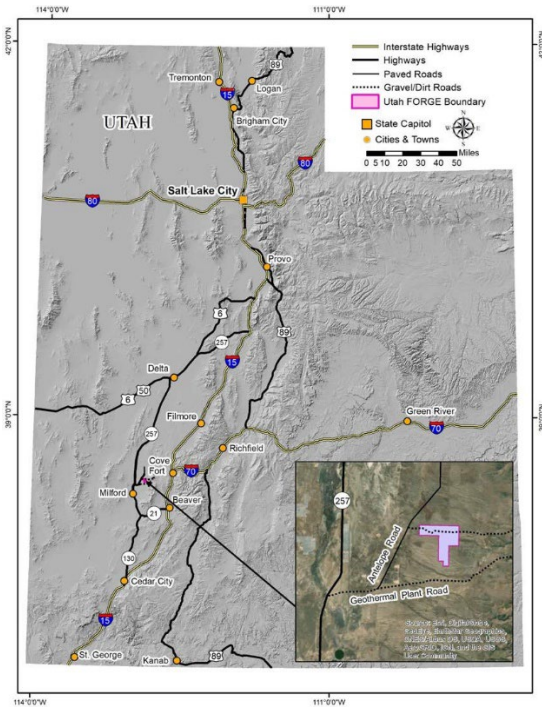 114°0'0"W
111°0'0"W
42°0'0"N
Interstate Highways
Highways
Paved Roads
Gravel/Dirt Roads
Utah FORGE Boundary
State Capitol
Cities & Towns
N
W
E
S
Miles
0 5 10 20 30 40 50
89
Tremonton
Logan
15
Brigham City
UTAH
80
Salt Lake City
80
Provo
6
257
89
15
Delta
50
6
Filmore
Green River
39°0'0"N
257
Richfield
70
Cove
Fort
70
Milford
Beaver
21
130
Cedar City
15
St. George
Kanab
89
257
Antelope Road
Geothermal Plant Road
User Community
114°0'0"W
111°0'0"W